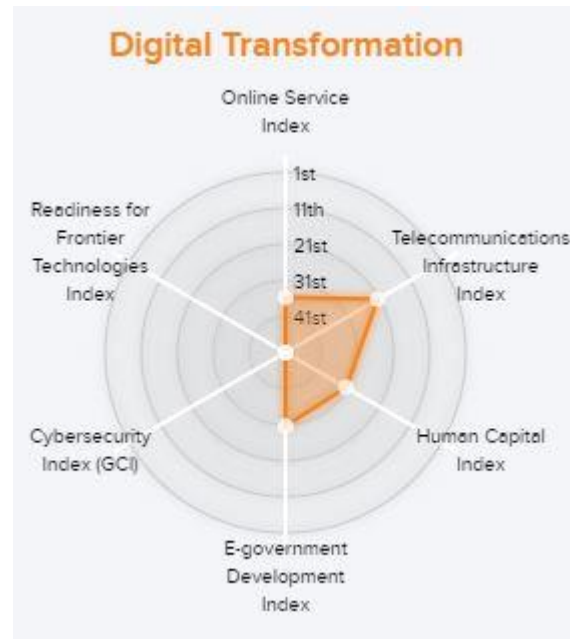 Digital Transformation
Online Service
Index
1st
11th
21st
31st
41st
Telecommunications
Infrastructure
Index
Human Capital
Index
E-government
Development
Index
Cybersecurity
Index (GCI)
Readiness for
Frontier
Technologies
Index